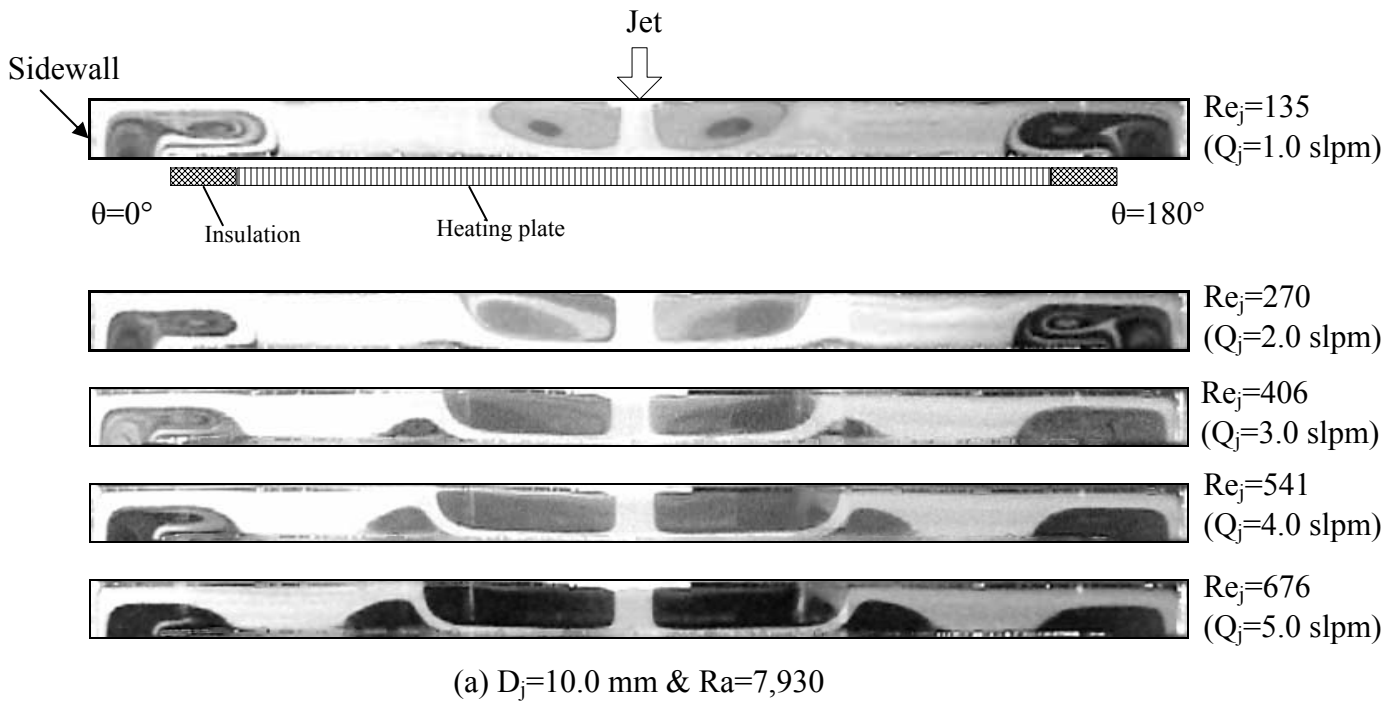 Jet
Sidewall
Re_j=135
(Q_j=1.0 slpm)
θ=0°
θ=180°
Insulation
Heating plate
Re_j=270
(Q_j=2.0 slpm)
Re_j=406
(Q_j=3.0 slpm)
Re_j=541
(Q_j=4.0 slpm)
Re_j=676
(Q_j=5.0 slpm)
(a) D_j=10.0 mm & Ra=7,930